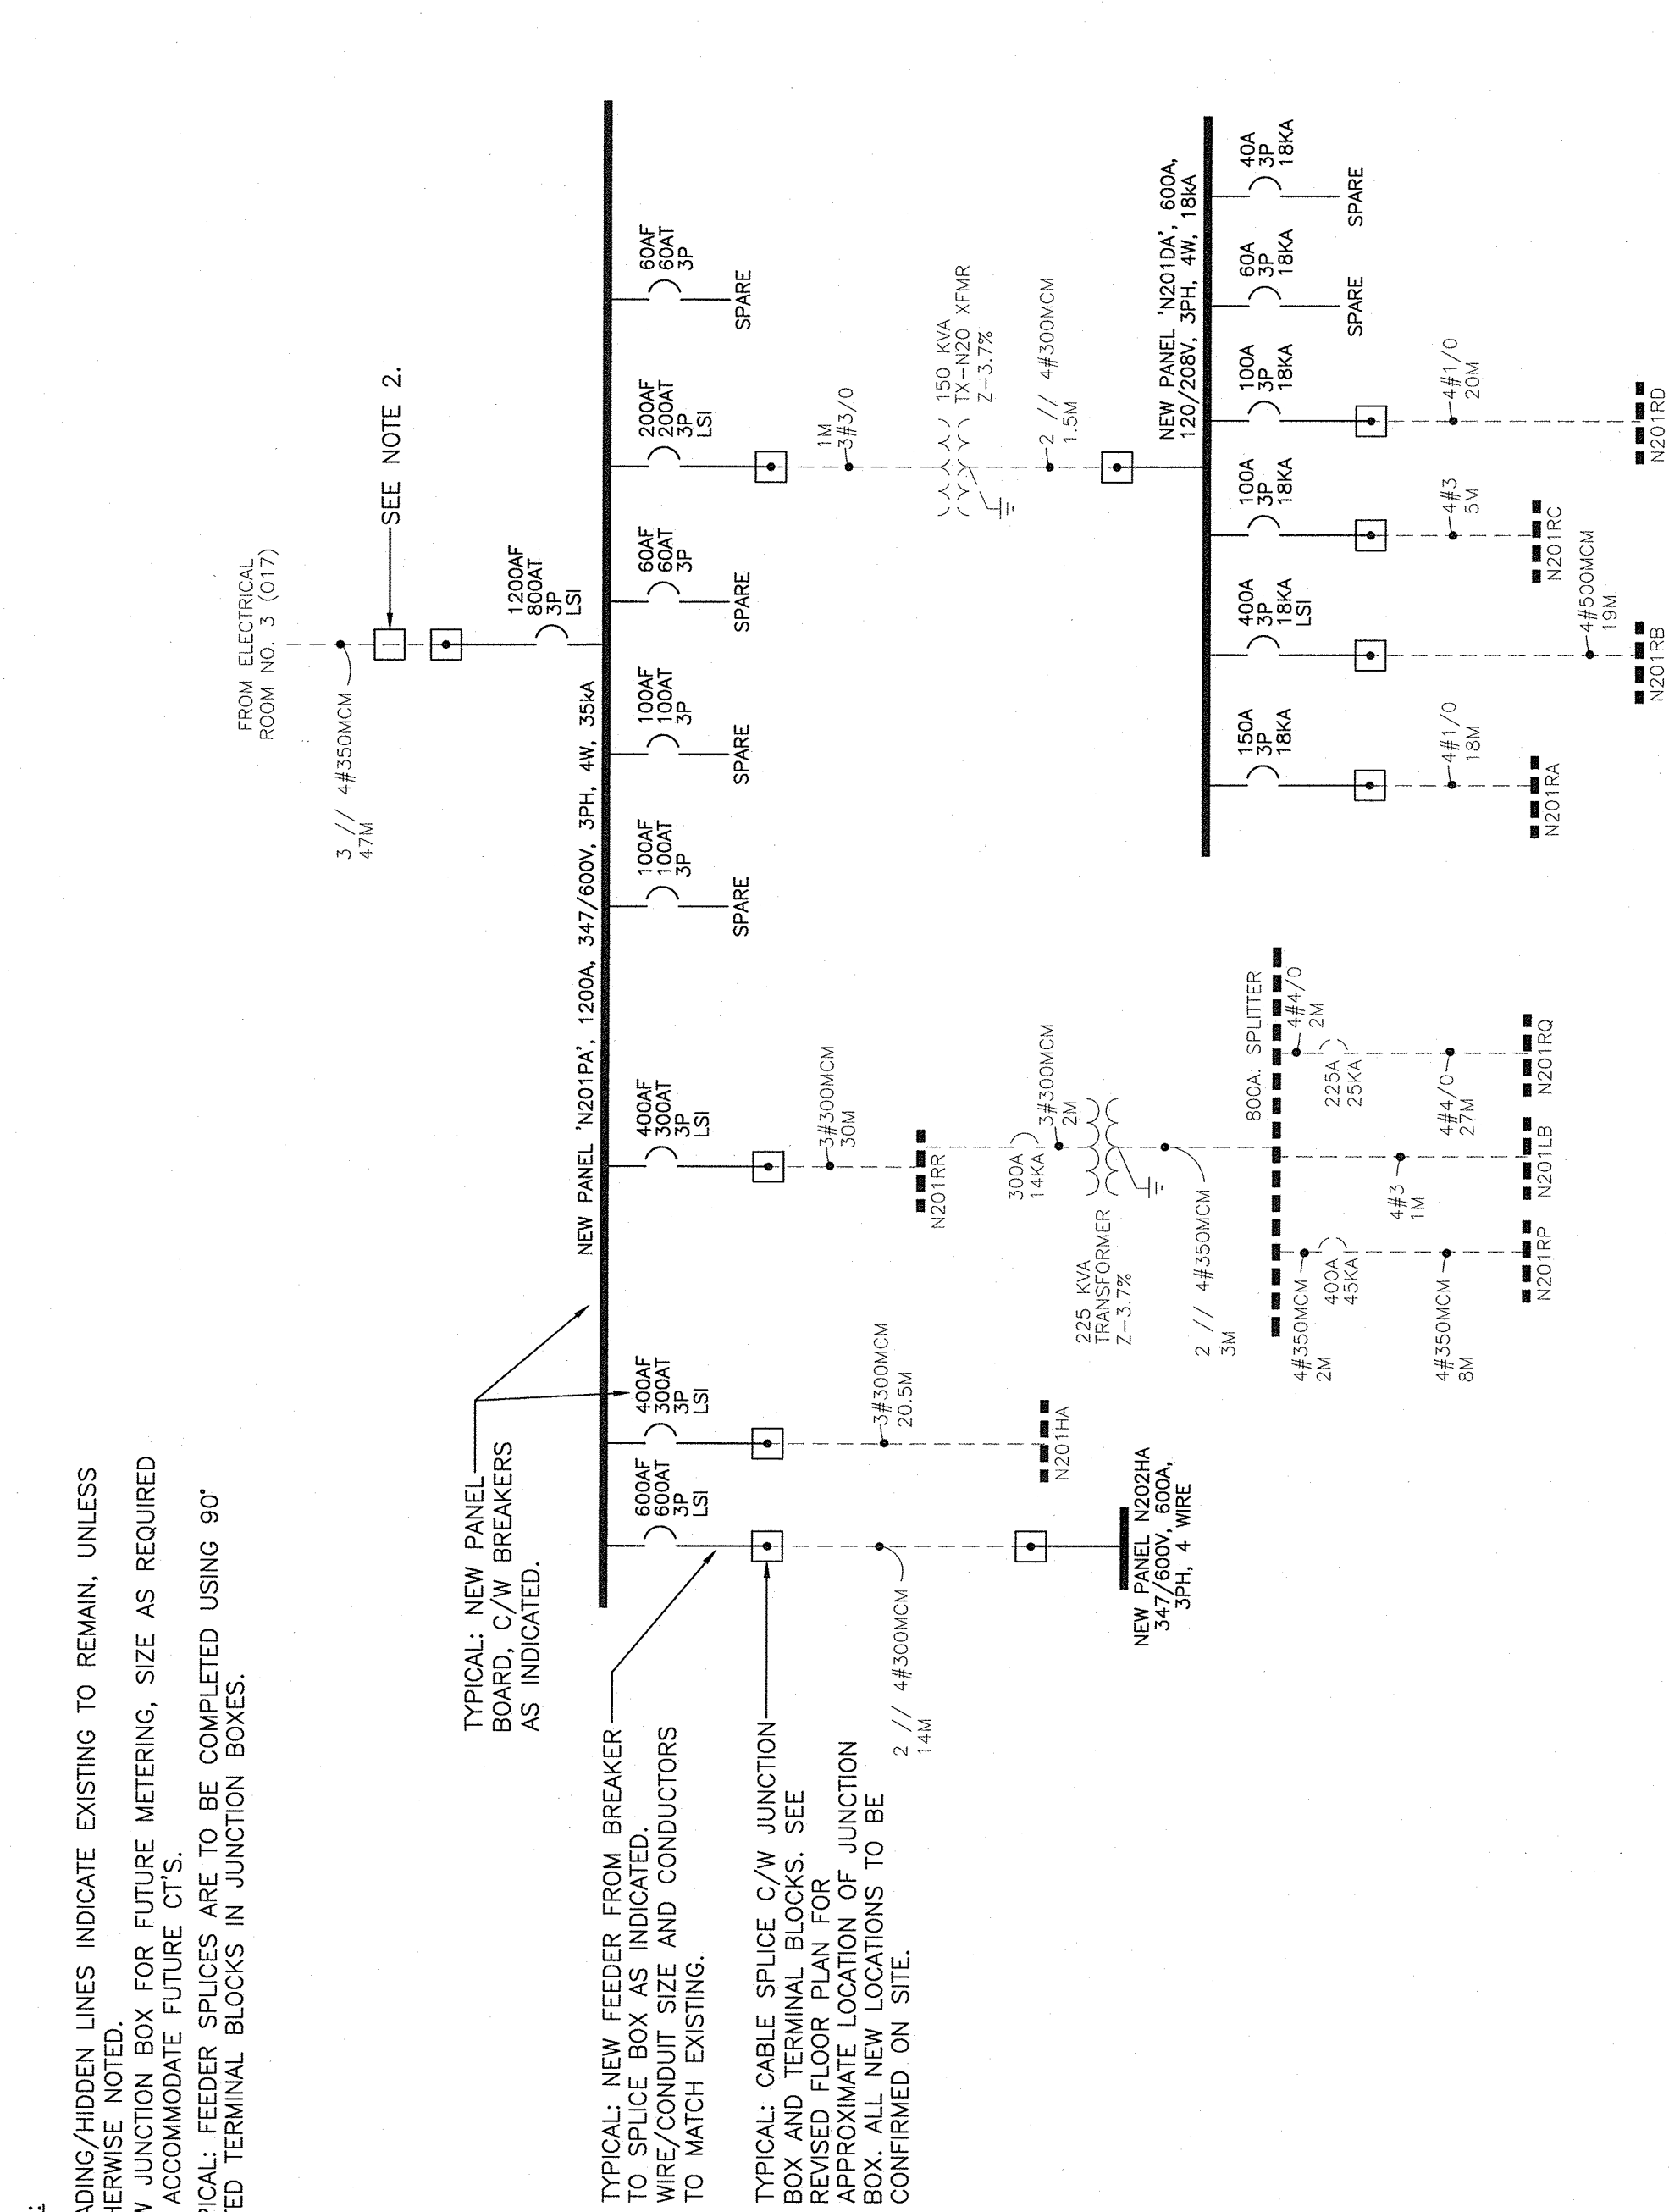 :
ADING/HIDDEN LINES INDICATE EXISTING TO REMAIN, UNLESS
HERWISE NOTED.
W JUNCTION BOX FOR FUTURE METERING, SIZE AS REQUIRED
ACCOMMODATE FUTURE CT'S.
PICAL: FEEDER SPLICES ARE TO BE COMPLETED USING 90°
TED TERMINAL BLOCKS IN JUNCTION BOXES.
FROM ELECTRICAL
ROOM NO. 3 (017)
3 // 4#350MCM
47M
SEE NOTE 2.
1200AF
800AT
3P
LSI
TYPICAL: NEW PANEL
BOARD, C/W BREAKERS
AS INDICATED.
NEW PANEL 'N201PA', 1200A, 347/600V, 3PH, 4W, 35kA
TYPICAL: NEW FEEDER FROM BREAKER
TO SPLICE BOX AS INDICATED.
WIRE/CONDUIT SIZE AND CONDUCTORS
TO MATCH EXISTING.
TYPICAL: CABLE SPLICE C/W JUNCTION
BOX AND TERMINAL BLOCKS. SEE
REVISED FLOOR PLAN FOR
APPROXIMATE LOCATION OF JUNCTION
BOX. ALL NEW LOCATIONS TO BE
CONFIRMED ON SITE.
600AF
600AT
3P
LSI
2 // 4#300MCM
14M
NEW PANEL N202HA
347/600V, 600A,
3PH, 4 WIRE
400AF
300AT
3P
LSI
3#300MCM
20.5M
N201HA
400AF
300AT
3P
LSI
3#300MCM
30M
N201RR
300A
14KA
3#300MCM
2M
225 KVA
TRANSFORMER
Z-3.7%
2 // 4#350MCM
3M
800A. SPLITTER
4#350MCM
2M
400A
45KA
4#350MCM
8M
N201RP
4#3
1M
N201LB
4#4/0
2M
225A
25KA
4#4/0
27M
N201RQ
100AF
100AT
3P
SPARE
100AF
100AT
3P
SPARE
60AF
60AT
3P
SPARE
200AF
200AT
3P
LSI
1M
3#3/0
150 KVA
TX-N20 XFMR
Z-3.7%
2 // 4#300MCM
1.5M
60AF
60AT
3P
SPARE
NEW PANEL 'N201DA', 600A,
120/208V, 3PH, 4W, 18kA
150A
3P
18KA
4#1/0
18M
N201RA
400A
3P
18KA
LSI
4#500MCM
19M
N201RB
100A
3P
18KA
4#3
5M
N201RC
100A
3P
18KA
4#1/0
20M
N201RD
60A
3P
18KA
SPARE
40A
3P
18KA
SPARE